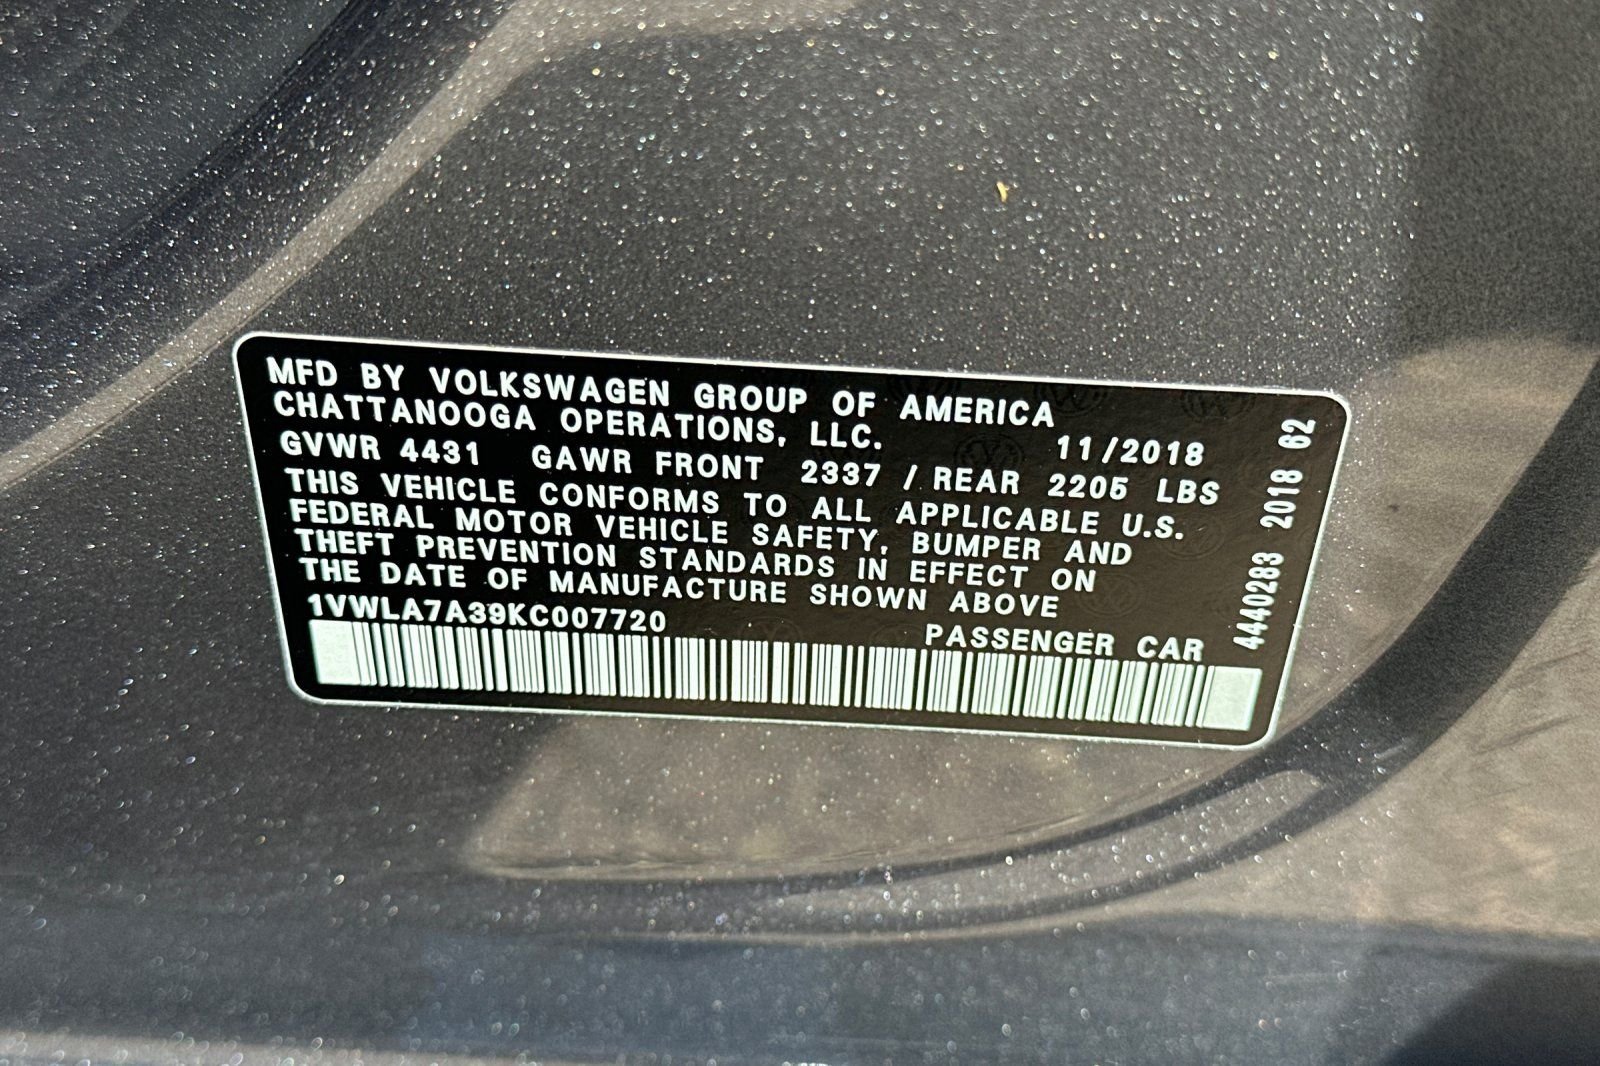 MFD BY VOLKSWAGEN GROUP OF AMERICA
CHATTANOOGA OPERATIONS, LLC.
11/2018
GVWR 4431 GAWR FRONT 2337 / REAR 2205 LBS
THIS VEHICLE CONFORMS TO ALL APPLICABLE U.S.
FEDERAL MOTOR VEHICLE SAFETY, BUMPER AND
THEFT PREVENTION STANDARDS IN EFFECT ON
THE DATE OF MANUFACTURE SHOWN ABOVE
1VWLA7A39KC007720
PASSENGER CAR
4440283 2018 62